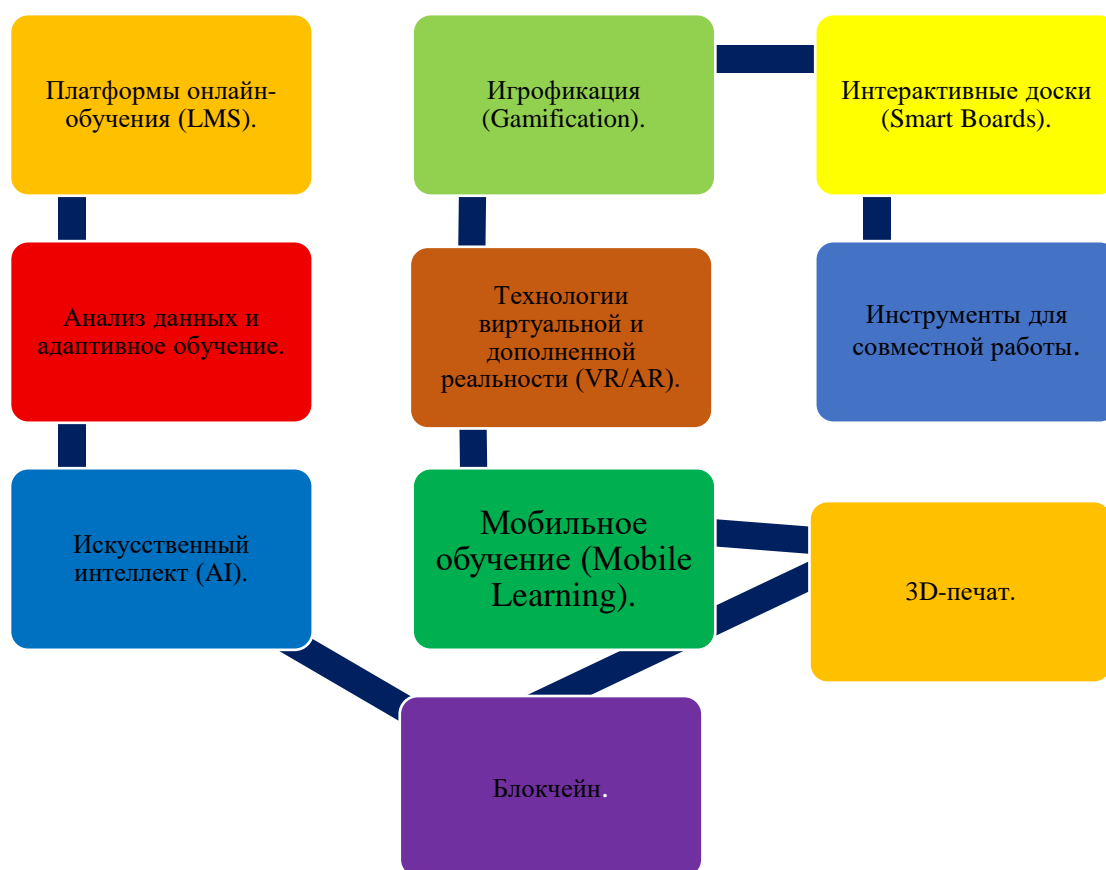 Платформы онлайн-
обучения (LMS).
Игрофикация
(Gamification).
Интерактивные доски
(Smart Boards).
Анализ данных и
адаптивное обучение.
Технологии
виртуальной и
дополненной
реальности (VR/AR).
Инструменты для
совместной работы.
Искусственный
интеллект (AI).
Мобильное
обучение (Mobile
Learning).
3D-печат.
Блокчейн.